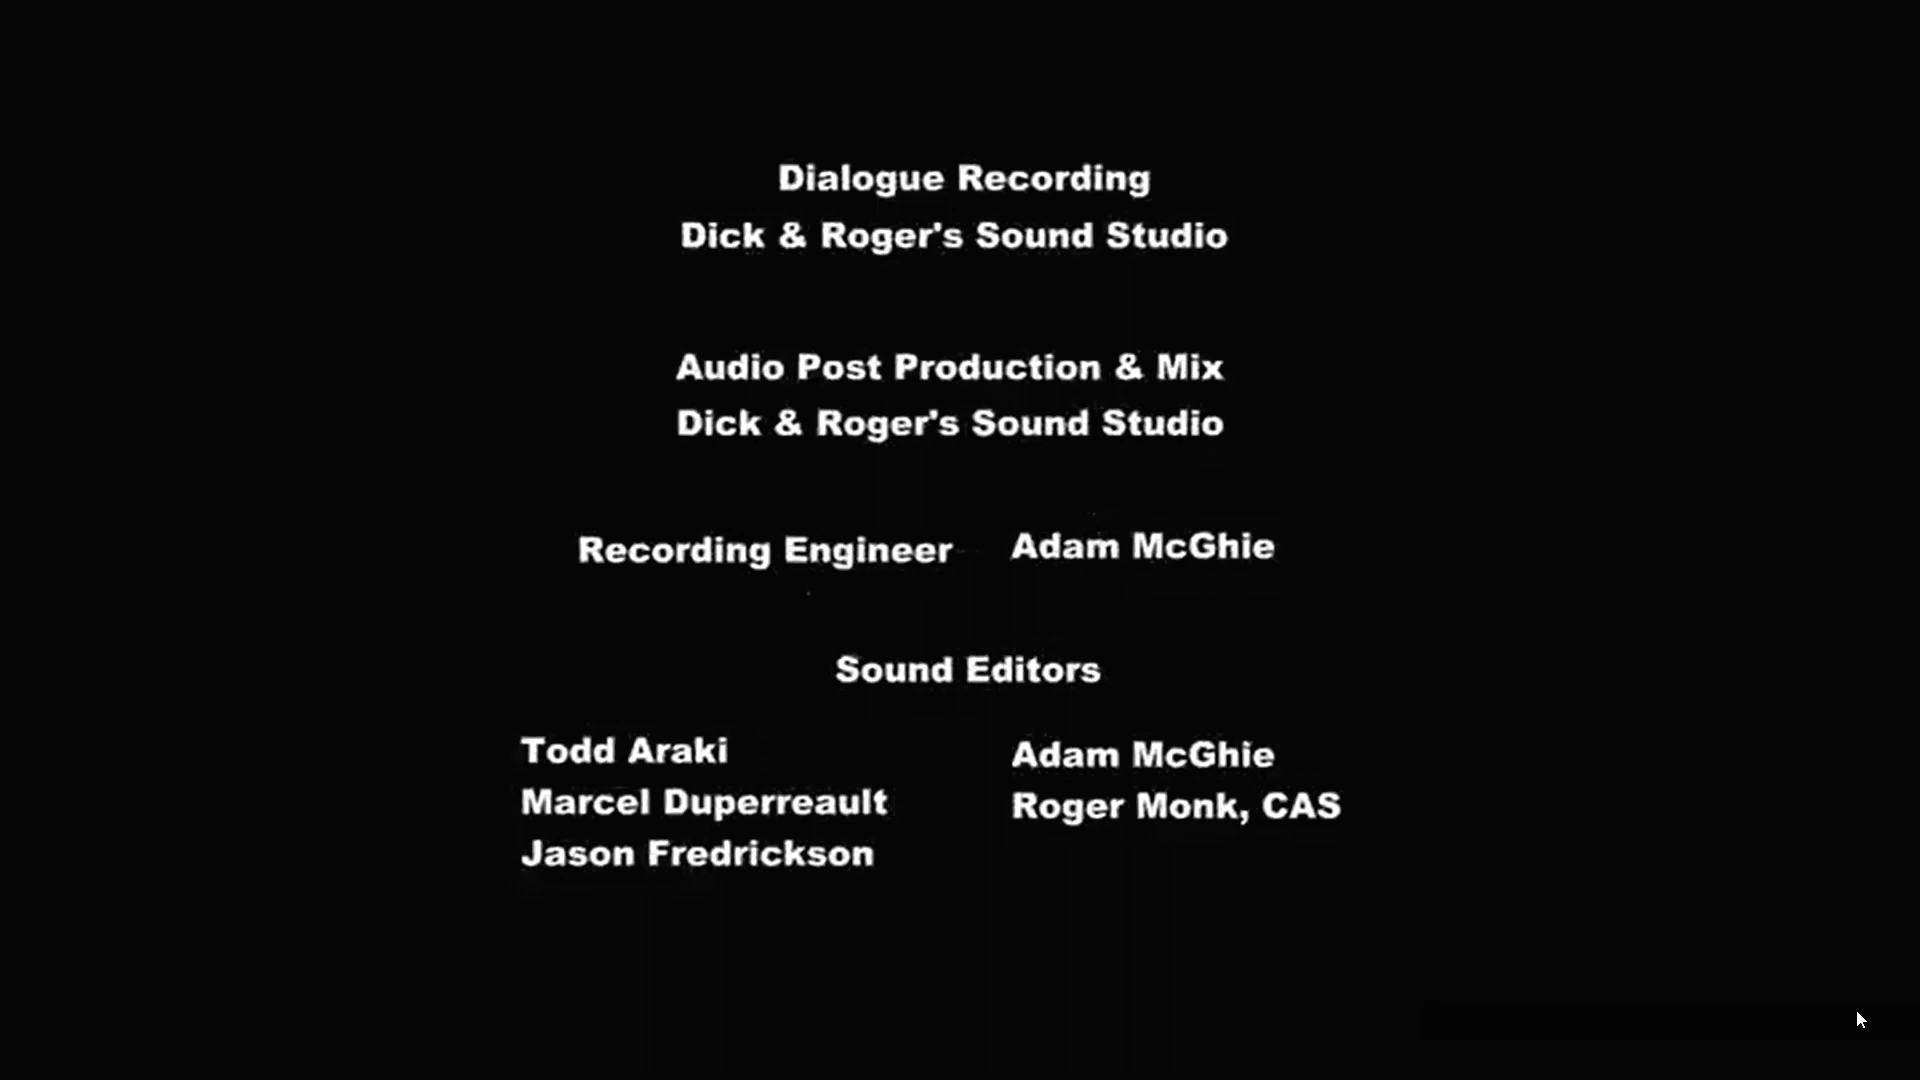 Dialogue Recording
Dick & Roger's Sound Studio
Audio Post Production & Mix
Dick & Roger's Sound Studio
Recording Engineer Adam McGhie
Sound Editors
Todd Araki Adam McGhie
Marcel Duperreault Roger Monk, CAS
Jason Fredrickson